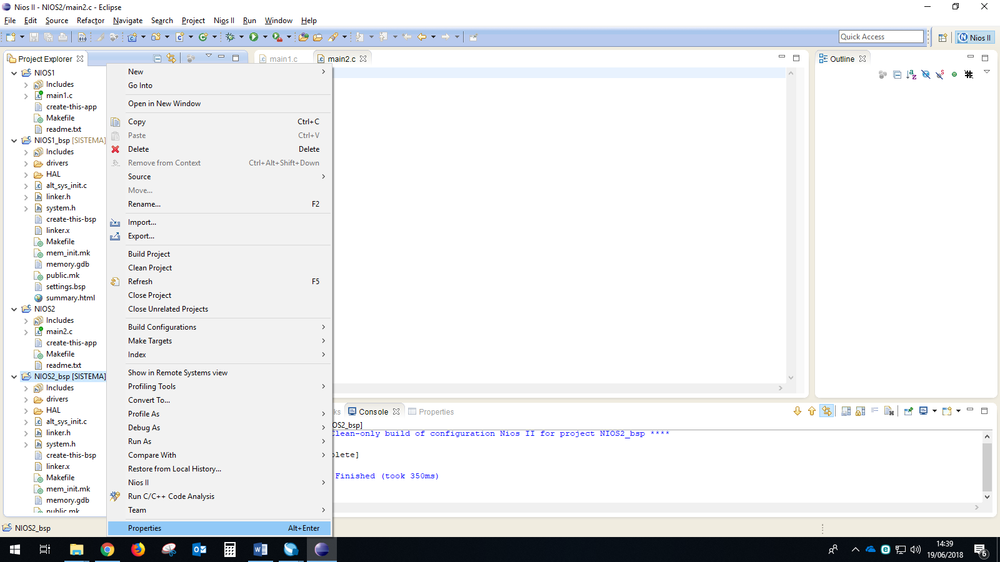 Nios II - NIOS2/main2.c - Eclipse
File Edit Source Refactor Navigate Search Project Nios II Run Window Help
Quick Access
Nios II
Project Explorer
main1.c
main2.c
Outline
NIOS1
Includes
main1.c
create-this-app
Makefile
readme.txt
NIOS1_bsp [SISTEMA]
Includes
drivers
HAL
alt_sys_init.c
linker.h
system.h
create-this-bsp
linker.x
Makefile
mem_init.mk
memory.gdb
public.mk
settings.bsp
summary.html
NIOS2
Includes
main2.c
create-this-app
Makefile
readme.txt
NIOS2_bsp [SISTEMA]
Includes
drivers
HAL
alt_sys_init.c
linker.h
system.h
create-this-bsp
linker.x
Makefile
mem_init.mk
memory.gdb
public.mk
New
Go Into
Open in New Window
Copy Ctrl+C
Paste Ctrl+V
Delete Delete
Remove from Context Ctrl+Alt+Shift+Down
Source
Move...
Rename... F2
Import...
Export...
Build Project
Clean Project
Refresh F5
Close Project
Close Unrelated Projects
Build Configurations
Make Targets
Index
Show in Remote Systems view
Profiling Tools
Convert To...
Profile As
Debug As
Run As
Compare With
Restore from Local History...
Nios II
Run C/C++ Code Analysis
Team
Properties Alt+Enter
ks
Console
Properties
OS2_bsp]
Clean-only build of configuration Nios II for project NIOS2_bsp ****
plete]
Finished (took 350ms)
NIOS2_bsp
14:39
19/06/2018
6